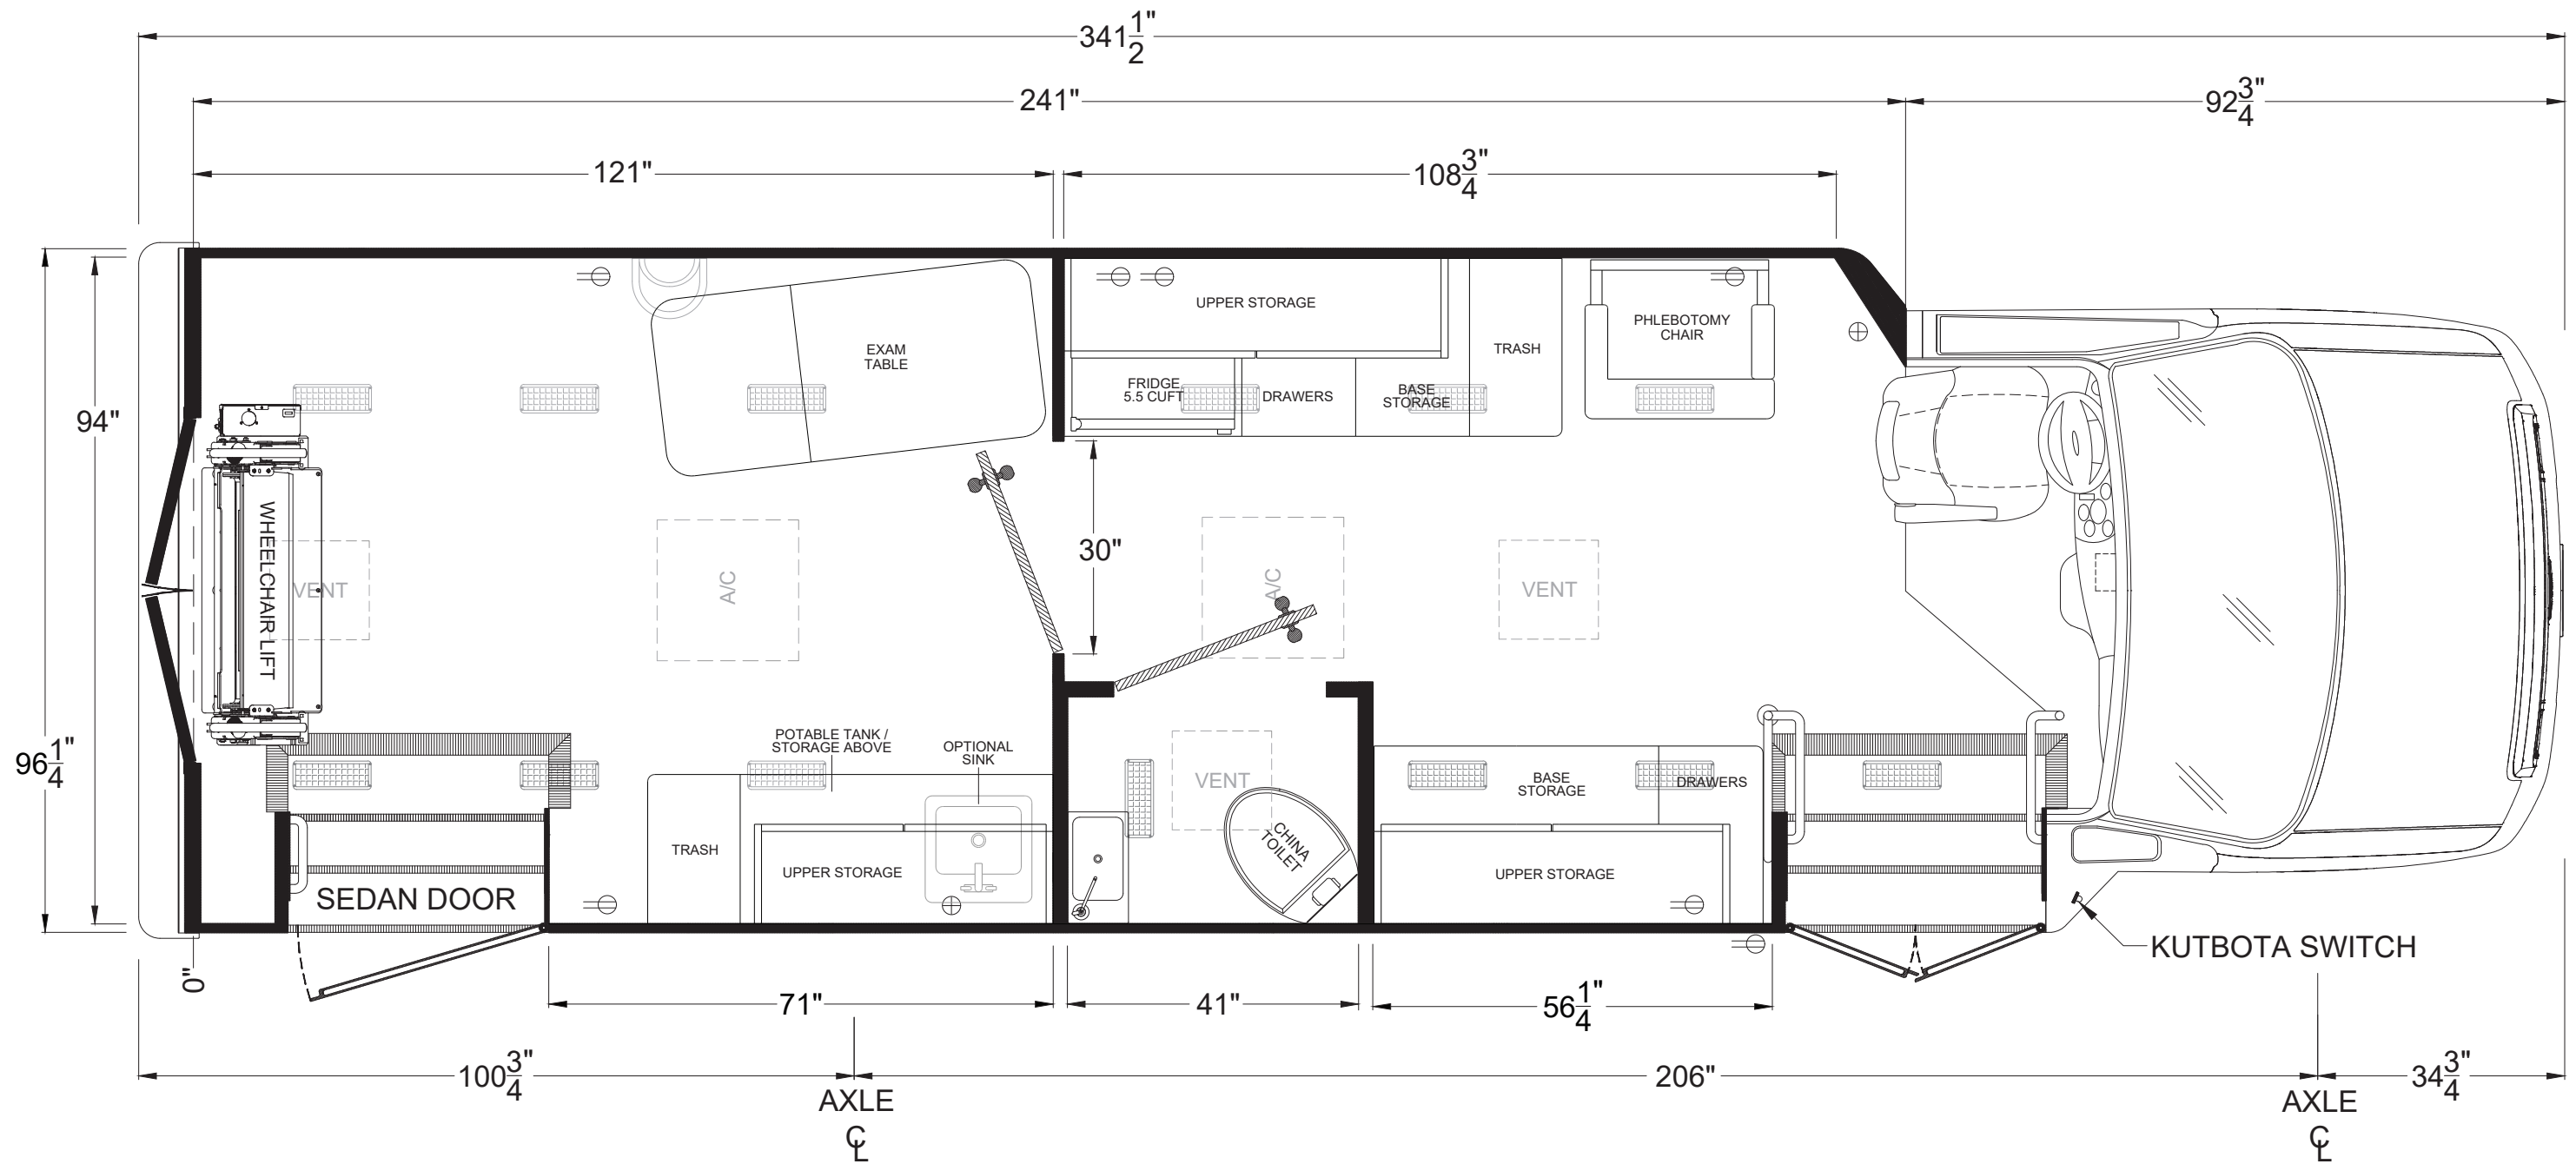 341 1/2"
241"
92 3/4"
121"
108 3/4"
UPPER STORAGE
PHLEBOTOMY
CHAIR
EXAM
TABLE
TRASH
FRIDGE
5.5 CUFT
DRAWERS
BASE
STORAGE
94"
WHEELCHAIR LIFT
VENT
A/C
30"
A/C
VENT
96 1/4"
POTABLE TANK /
STORAGE ABOVE
OPTIONAL
SINK
VENT
BASE
STORAGE
DRAWERS
CHINA
TOILET
TRASH
UPPER STORAGE
UPPER STORAGE
SEDAN DOOR
KUTBOTA SWITCH
0"
71"
41"
56 1/4"
100 3/4"
206"
34 3/4"
AXLE
CL
AXLE
CL